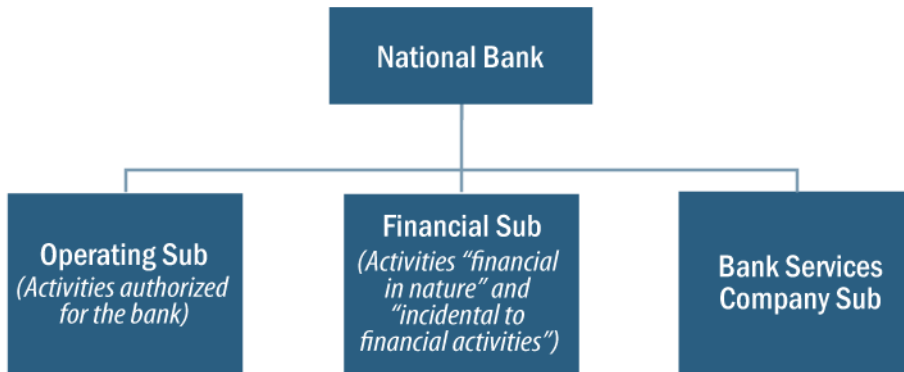 National Bank
Operating Sub
(Activities authorized
for the bank)
Financial Sub
(Activities “financial
in nature” and
“incidental to
financial activities”)
Bank Services
Company Sub